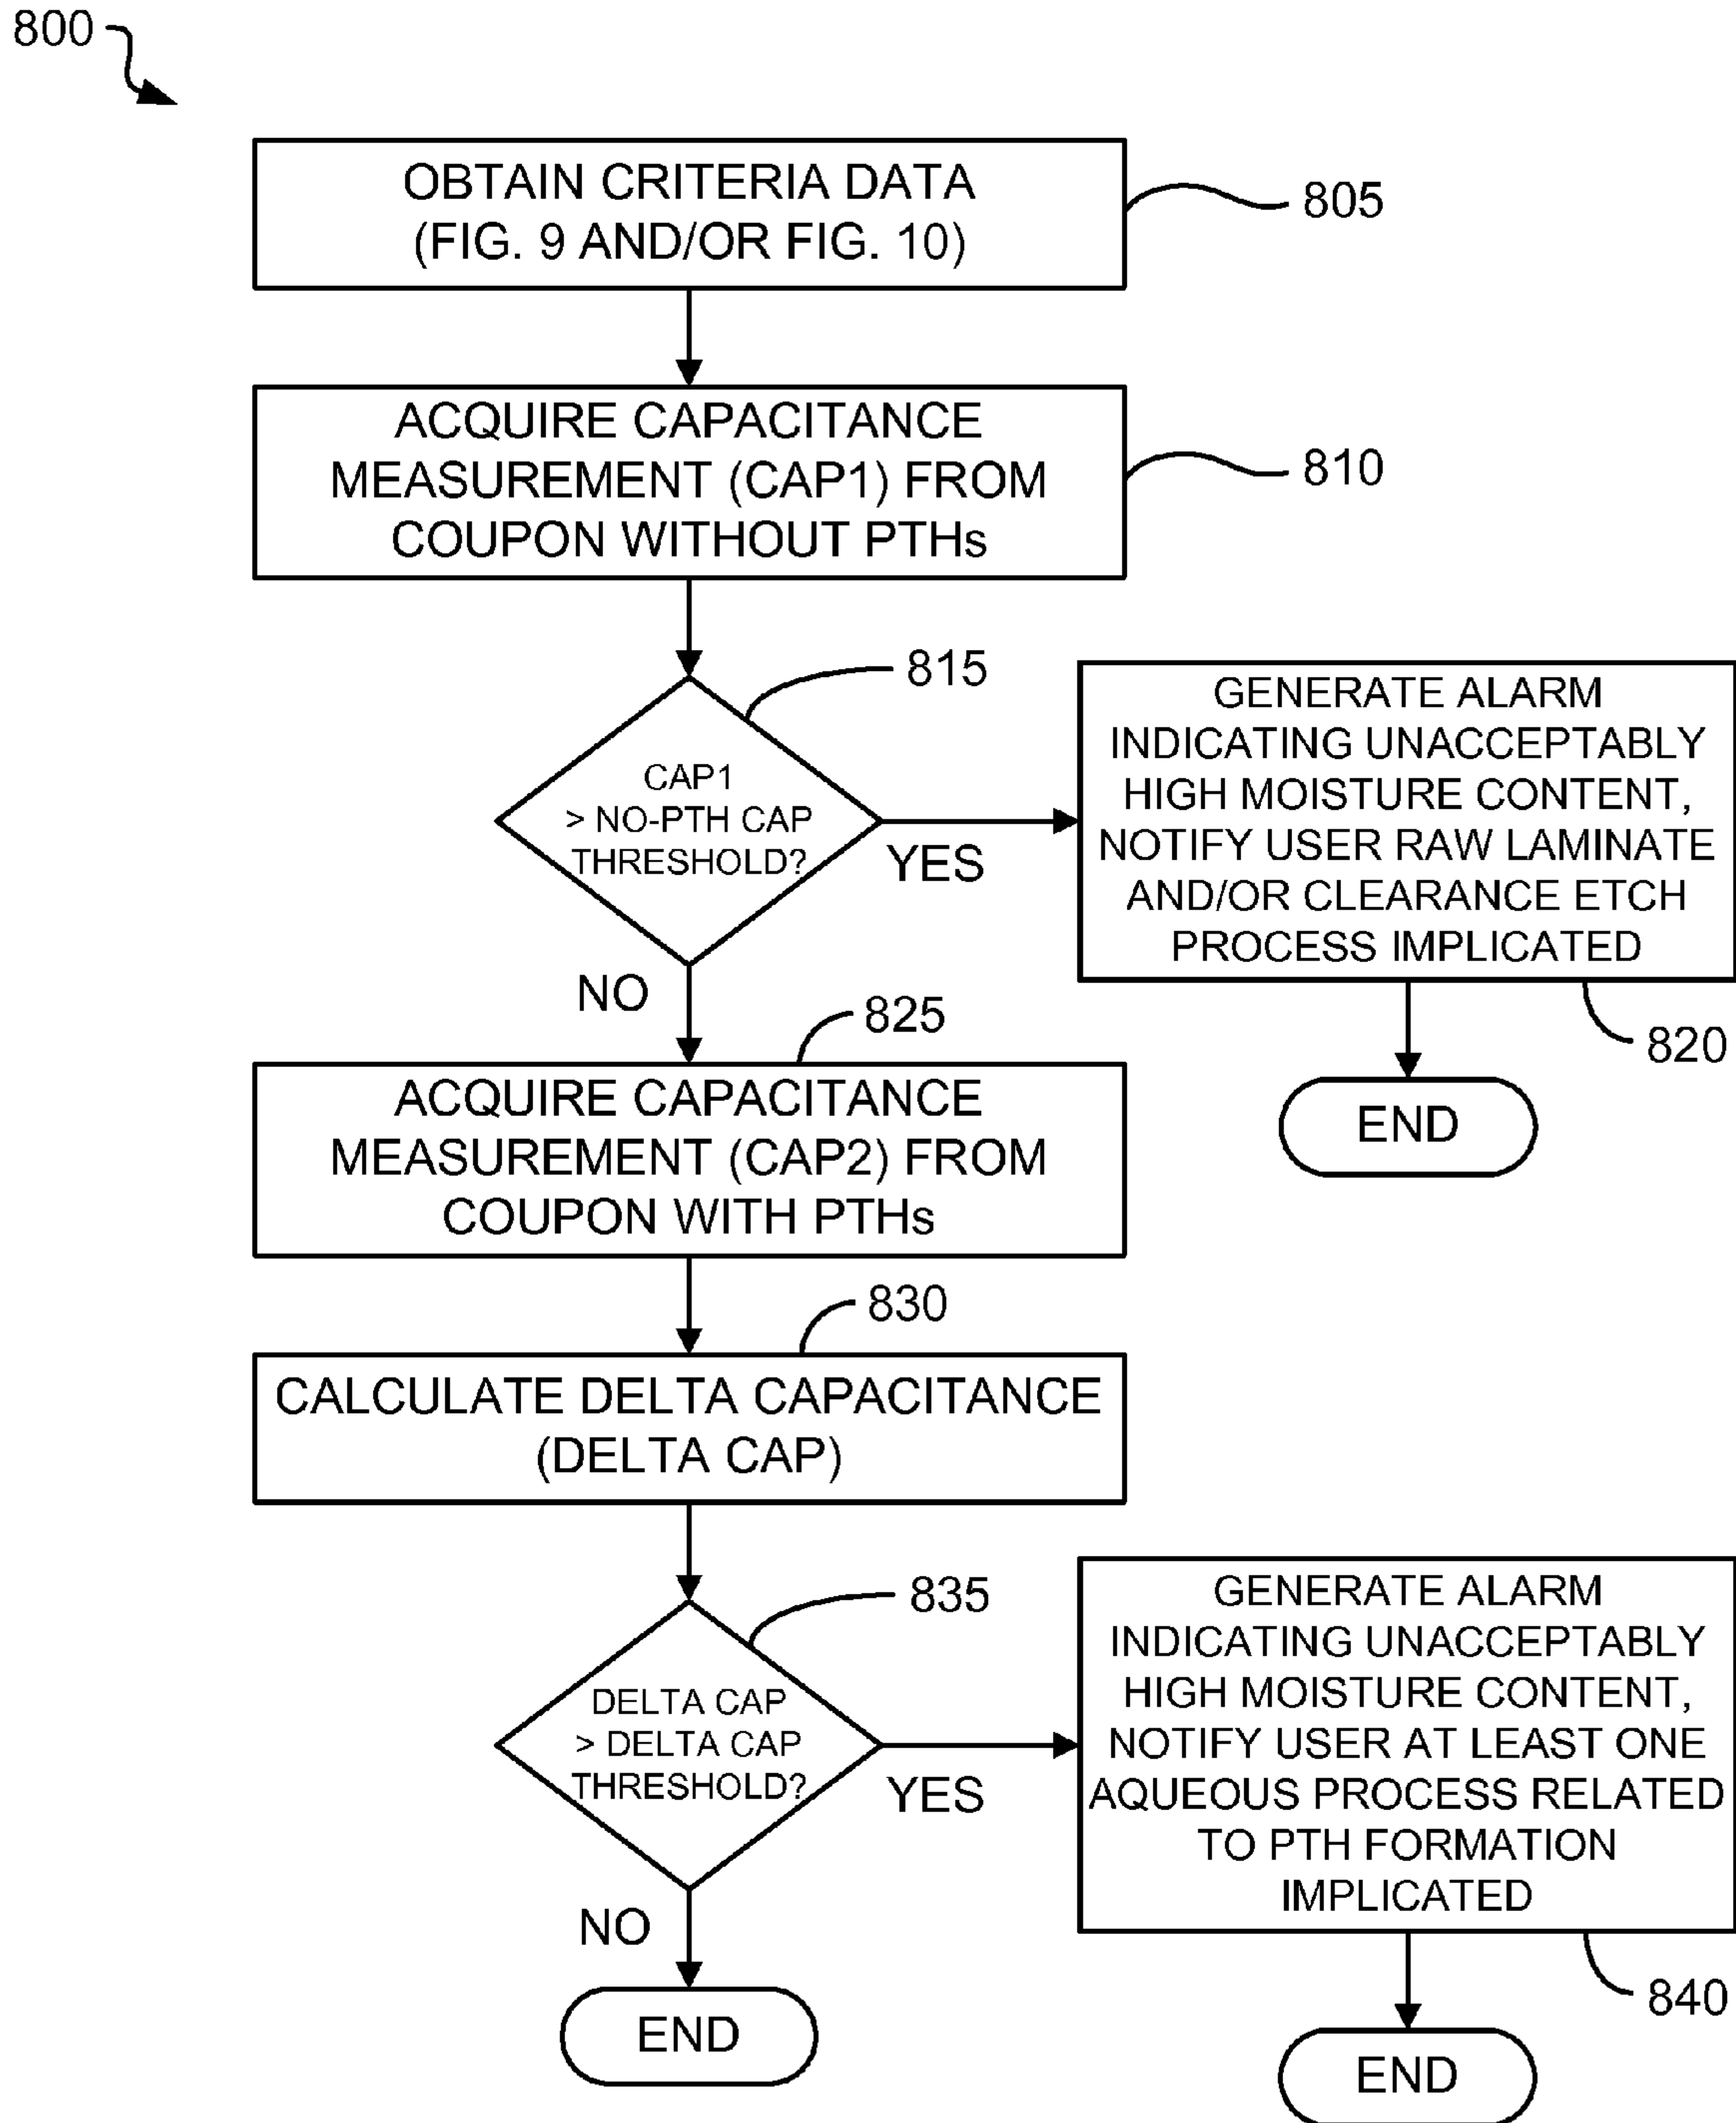 800
OBTAIN CRITERIA DATA
(FIG. 9 AND/OR FIG. 10)
805
ACQUIRE CAPACITANCE
MEASUREMENT (CAP1) FROM
COUPON WITHOUT PTHs
810
815
CAP1
> NO-PTH CAP
THRESHOLD?
YES
NO
GENERATE ALARM
INDICATING UNACCEPTABLY
HIGH MOISTURE CONTENT,
NOTIFY USER RAW LAMINATE
AND/OR CLEARANCE ETCH
PROCESS IMPLICATED
820
END
825
ACQUIRE CAPACITANCE
MEASUREMENT (CAP2) FROM
COUPON WITH PTHs
830
CALCULATE DELTA CAPACITANCE
(DELTA CAP)
835
DELTA CAP
> DELTA CAP
THRESHOLD?
YES
NO
GENERATE ALARM
INDICATING UNACCEPTABLY
HIGH MOISTURE CONTENT,
NOTIFY USER AT LEAST ONE
AQUEOUS PROCESS RELATED
TO PTH FORMATION
IMPLICATED
840
END
END